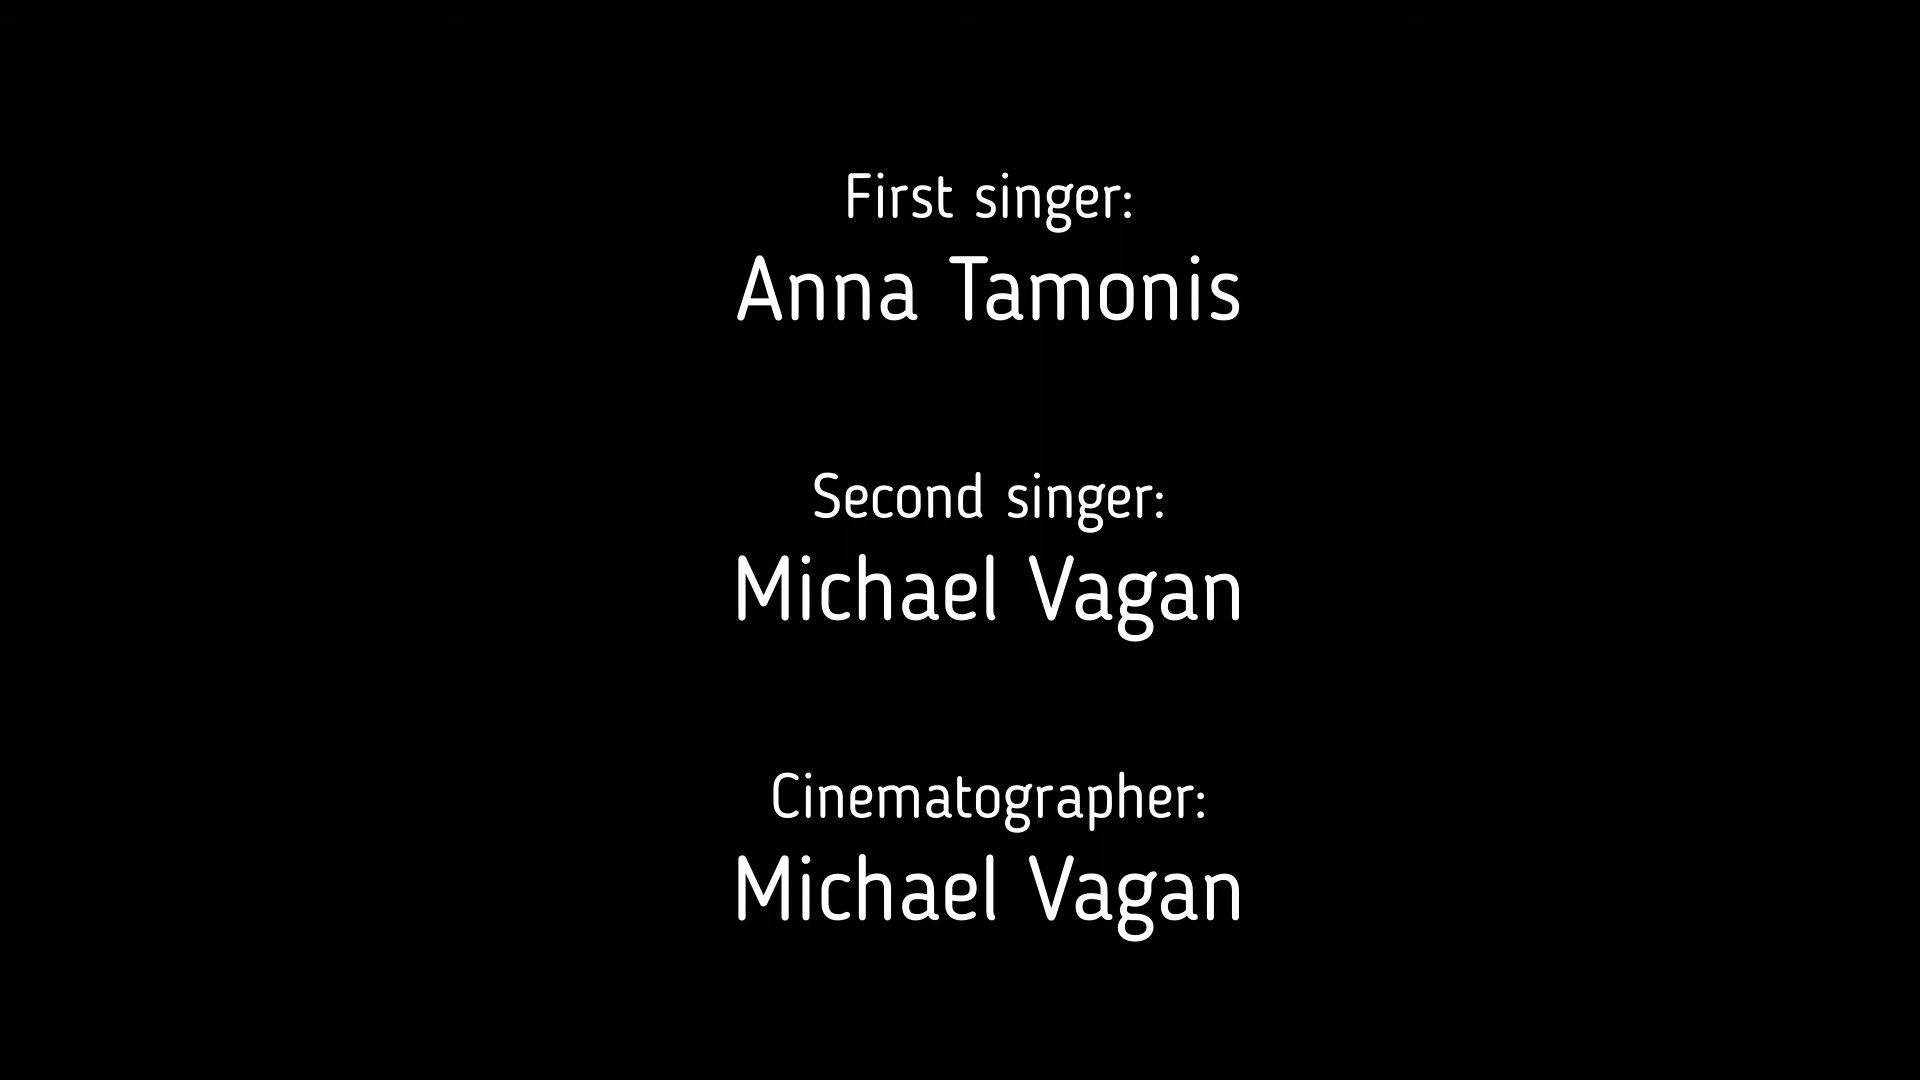 First singer:
Anna Tamonis
Second singer:
Michael Vagan
Cinematographer:
Michael Vagan